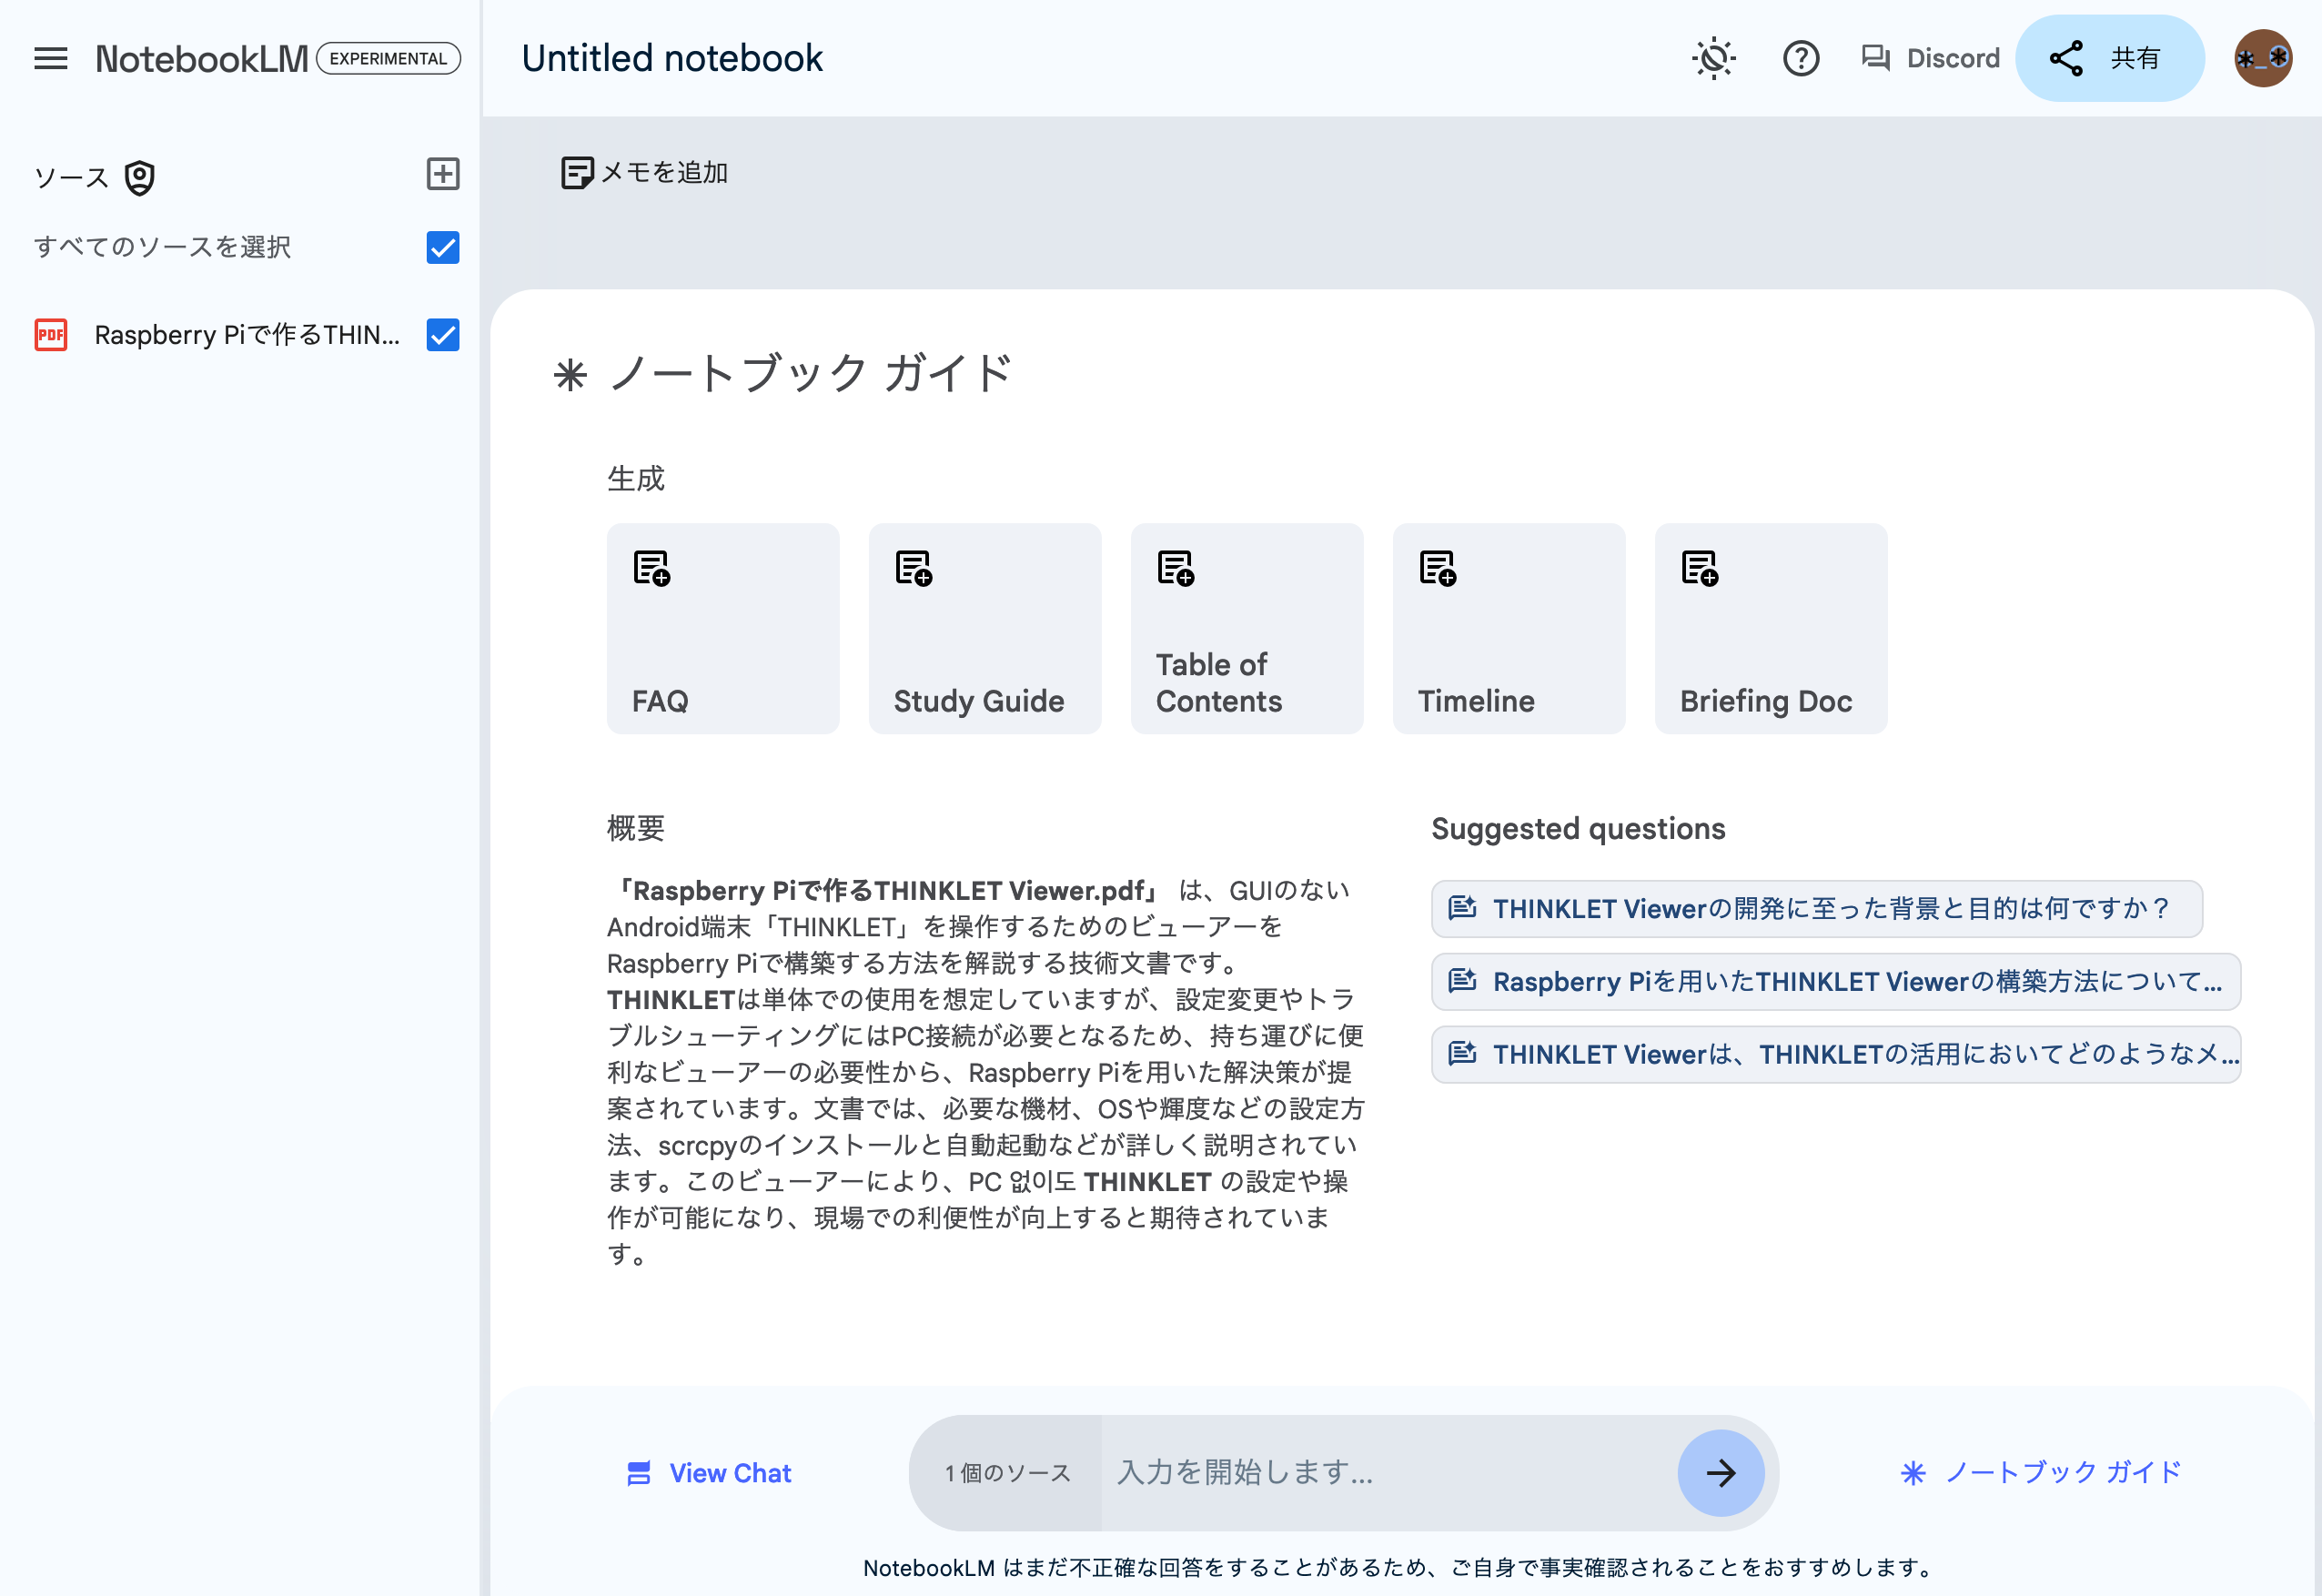 NotebookLM EXPERIMENTAL
ソース
すべてのソースを選択
PDF Raspberry Piで作るTHIN...
Untitled notebook
Discord
共有
*_*
メモを追加
ノートブック ガイド
生成
FAQ
Study Guide
Table of
Contents
Timeline
Briefing Doc
概要
「Raspberry Piで作るTHINKLET Viewer.pdf」 は、GUIのない
Android端末「THINKLET」を操作するためのビューアーを
Raspberry Piで構築する方法を解説する技術文書です。
THINKLETは単体での使用を想定していますが、設定変更やトラ
ブルシューティングにはPC接続が必要となるため、持ち運びに便
利なビューアーの必要性から、Raspberry Piを用いた解決策が提
案されています。文書では、必要な機材、OSや輝度などの設定方
法、scrcpyのインストールと自動起動などが詳しく説明されてい
ます。このビューアーにより、PC 없이도 THINKLET の設定や操
作が可能になり、現場での利便性が向上すると期待されていま
す。
Suggested questions
THINKLET Viewerの開発に至った背景と目的は何ですか？
Raspberry Piを用いたTHINKLET Viewerの構築方法について...
THINKLET Viewerは、THINKLETの活用においてどのようなメ...
View Chat
1 個のソース
入力を開始します...
ノートブック ガイド
NotebookLM はまだ不正確な回答をすることがあるため、ご自身で事実確認されることをおすすめします。